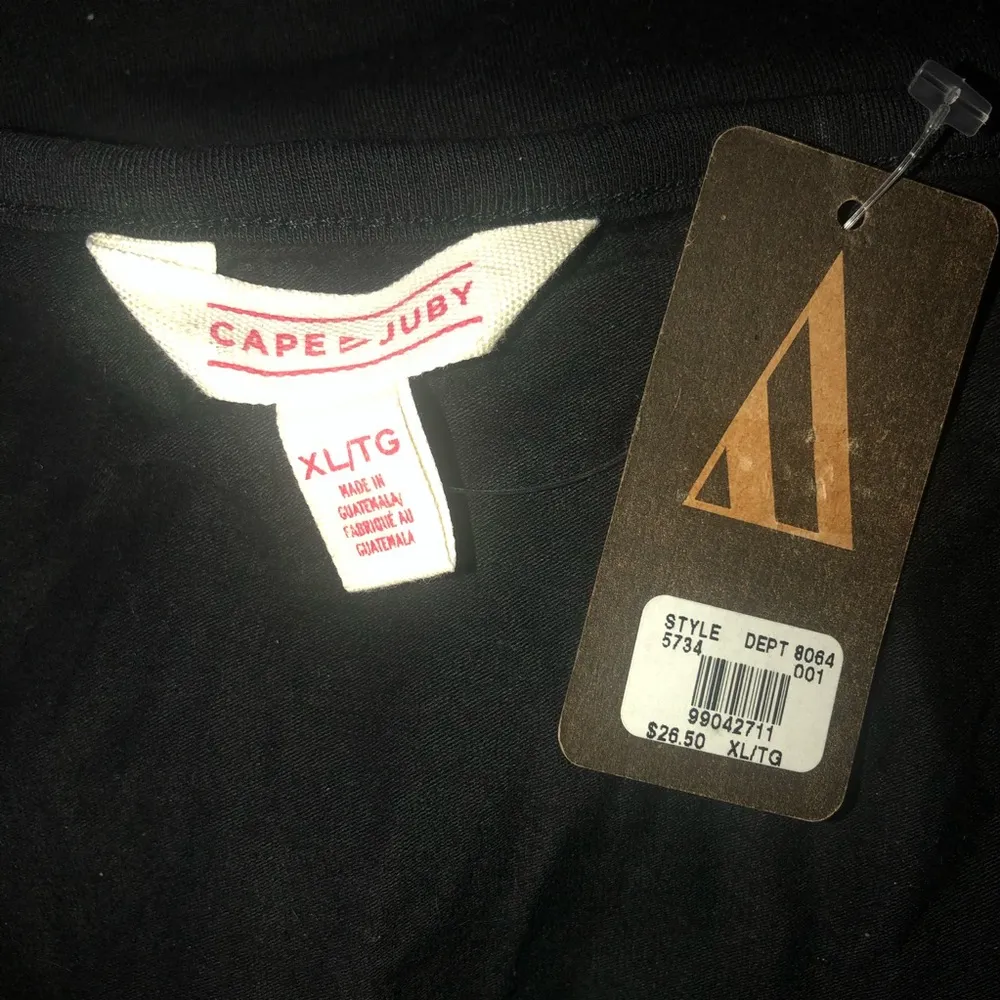 CAPE JUBY
XL/TG
MADE IN
GUATEMALA/
FABRIQUÉ AU
GUATEMALA
STYLE DEPT 8064
5734 001
99042711
$26.50 XL/TG